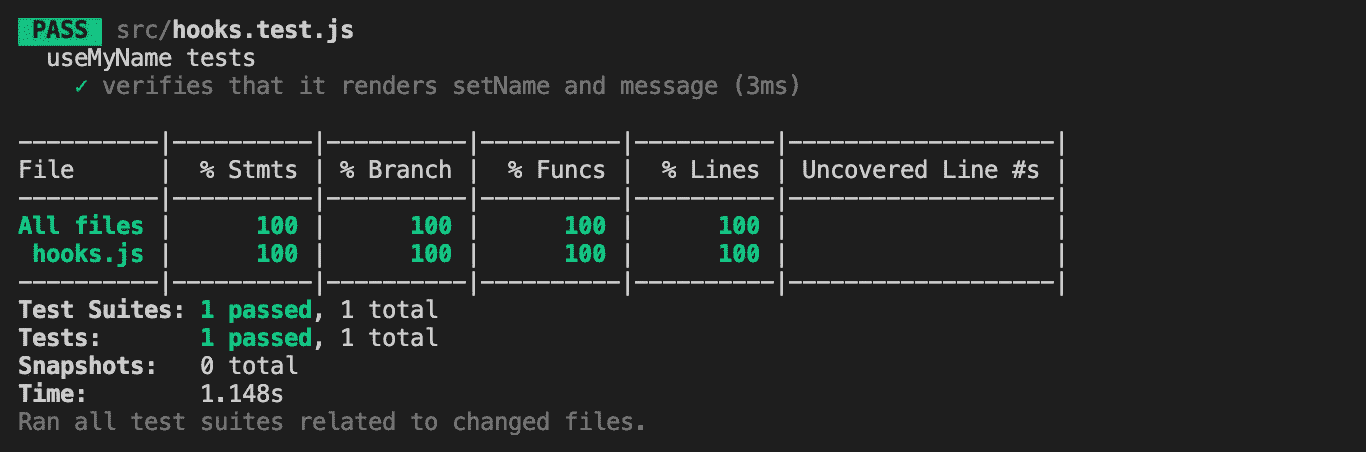 PASS src/hooks.test.js
useMyName tests
✓ verifies that it renders setName and message (3ms)
----------|----------|----------|----------|----------|-------------------|
File      |  % Stmts | % Branch |  % Funcs |  % Lines | Uncovered Line #s |
----------|----------|----------|----------|----------|-------------------|
All files |      100 |      100 |      100 |      100 |                   |
 hooks.js |      100 |      100 |      100 |      100 |                   |
----------|----------|----------|----------|----------|-------------------|
Test Suites: 1 passed, 1 total
Tests:       1 passed, 1 total
Snapshots:   0 total
Time:        1.148s
Ran all test suites related to changed files.